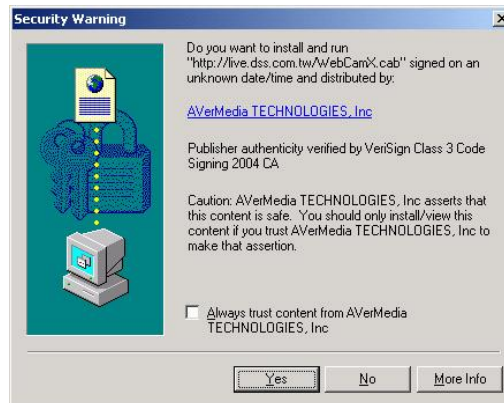 Security Warning
Do you want to install and run
"http://live.dss.com.tw/WebCamX.cab" signed on an
unknown date/time and distributed by:
AVerMedia TECHNOLOGIES, Inc
Publisher authenticity verified by VeriSign Class 3 Code
Signing 2004 CA
Caution: AVerMedia TECHNOLOGIES, Inc asserts that
this content is safe. You should only install/view this
content if you trust AVerMedia TECHNOLOGIES, Inc to
make that assertion.
Always trust content from AVerMedia
TECHNOLOGIES, Inc
Yes No More Info